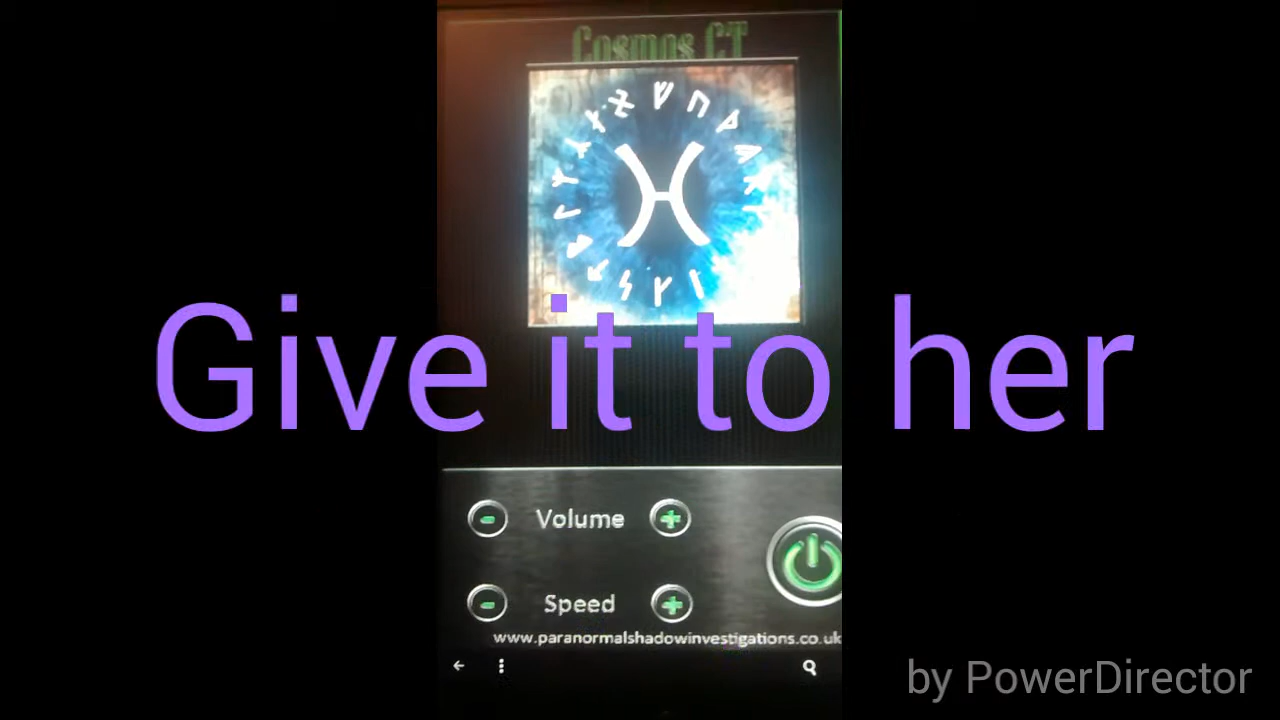 Cosmos CT
Give it to her
Volume
Speed
www.paranormalshadowinvestigations.co.uk
by PowerDirector